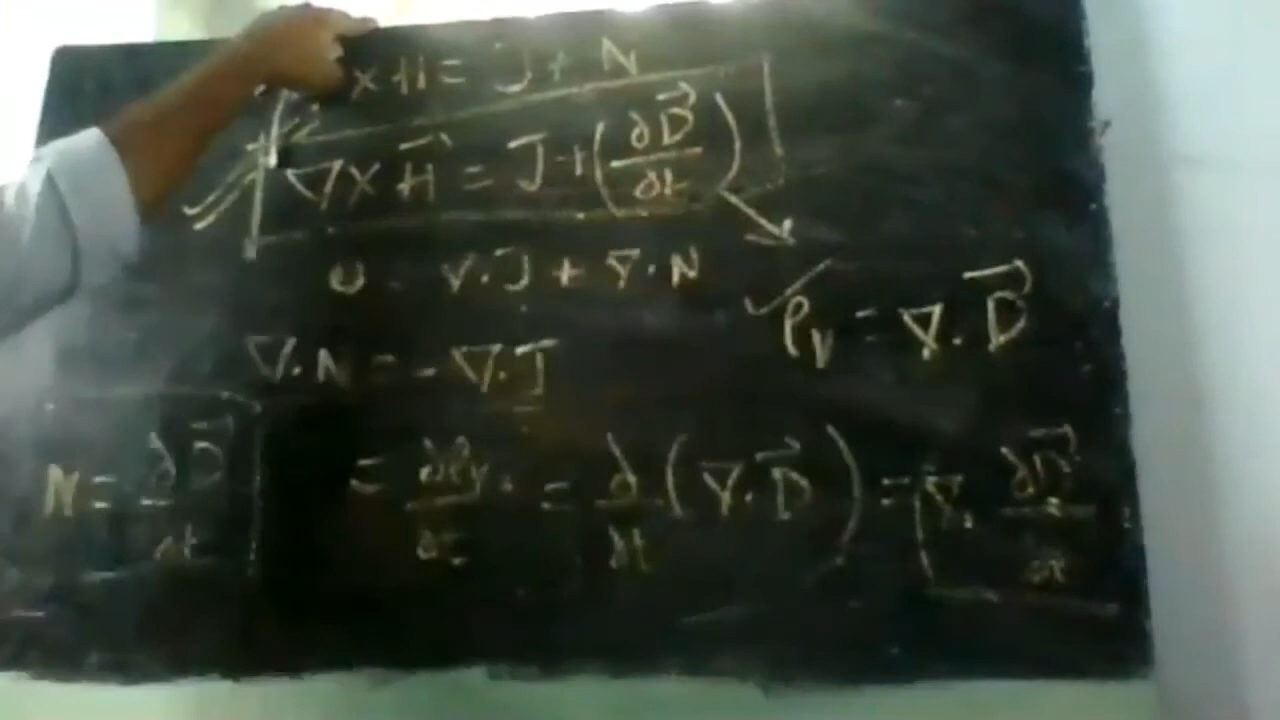 × H = J + N
∇ × H⃗ = J + (∂D⃗/∂t)
0 = ∇.J + ∇.N
ρᵥ = ∇.D⃗
∇.N = - ∇.J
N = ∂D⃗/∂t
= ∂ρᵥ/∂t = ∂/∂t (∇.D⃗) = ∇. ∂D⃗/∂t